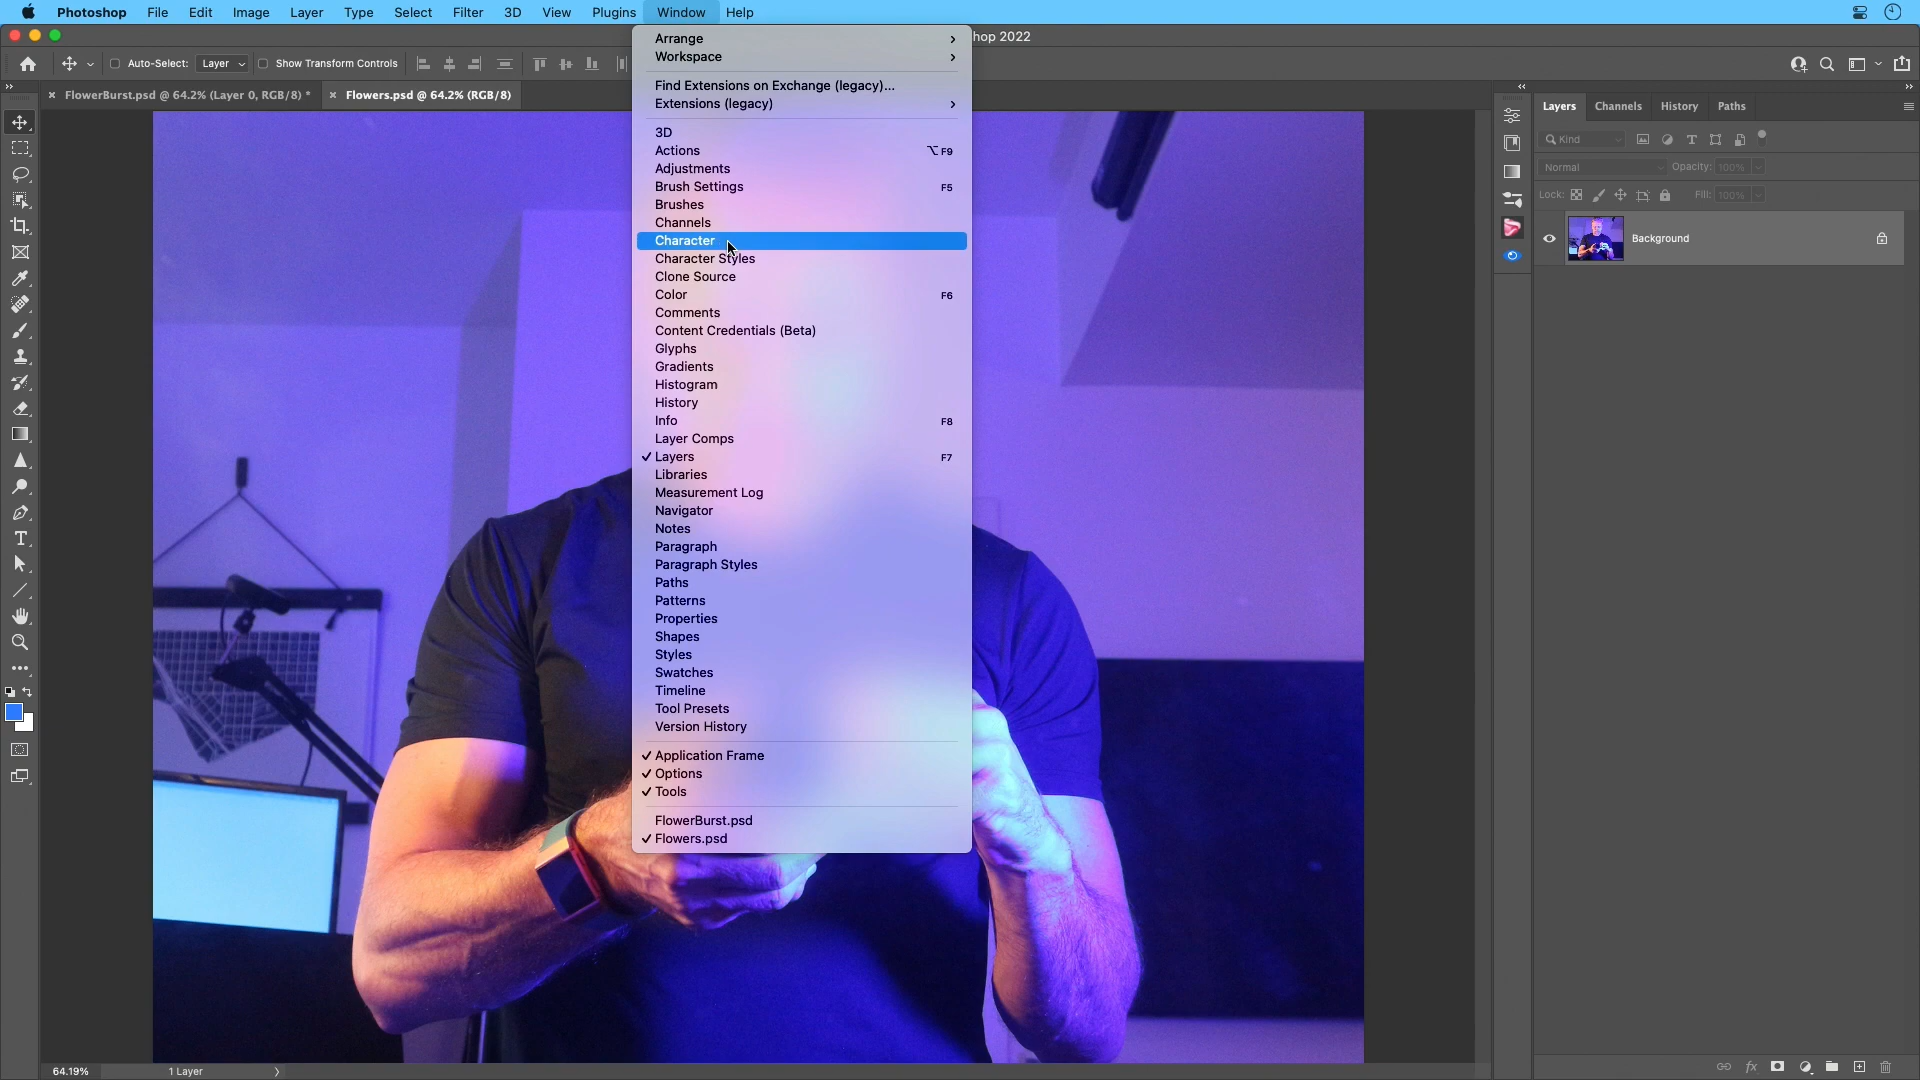 Photoshop File Edit Image Layer Type Select Filter 3D View Plugins Window Help
hop 2022
Auto-Select: Layer Show Transform Controls
FlowerBurst.psd @ 64.2% (Layer 0, RGB/8) *
Flowers.psd @ 64.2% (RGB/8)
Arrange
Workspace
Find Extensions on Exchange (legacy)...
Extensions (legacy)
3D
Actions ⌥F9
Adjustments
Brush Settings F5
Brushes
Channels
Character
Character Styles
Clone Source
Color F6
Comments
Content Credentials (Beta)
Glyphs
Gradients
Histogram
History
Info F8
Layer Comps
Layers F7
Libraries
Measurement Log
Navigator
Notes
Paragraph
Paragraph Styles
Paths
Patterns
Properties
Shapes
Styles
Swatches
Timeline
Tool Presets
Version History
Application Frame
Options
Tools
FlowerBurst.psd
Flowers.psd
Layers Channels History Paths
Kind
Normal Opacity: 100%
Lock: Fill: 100%
Background
64.19% 1 Layer